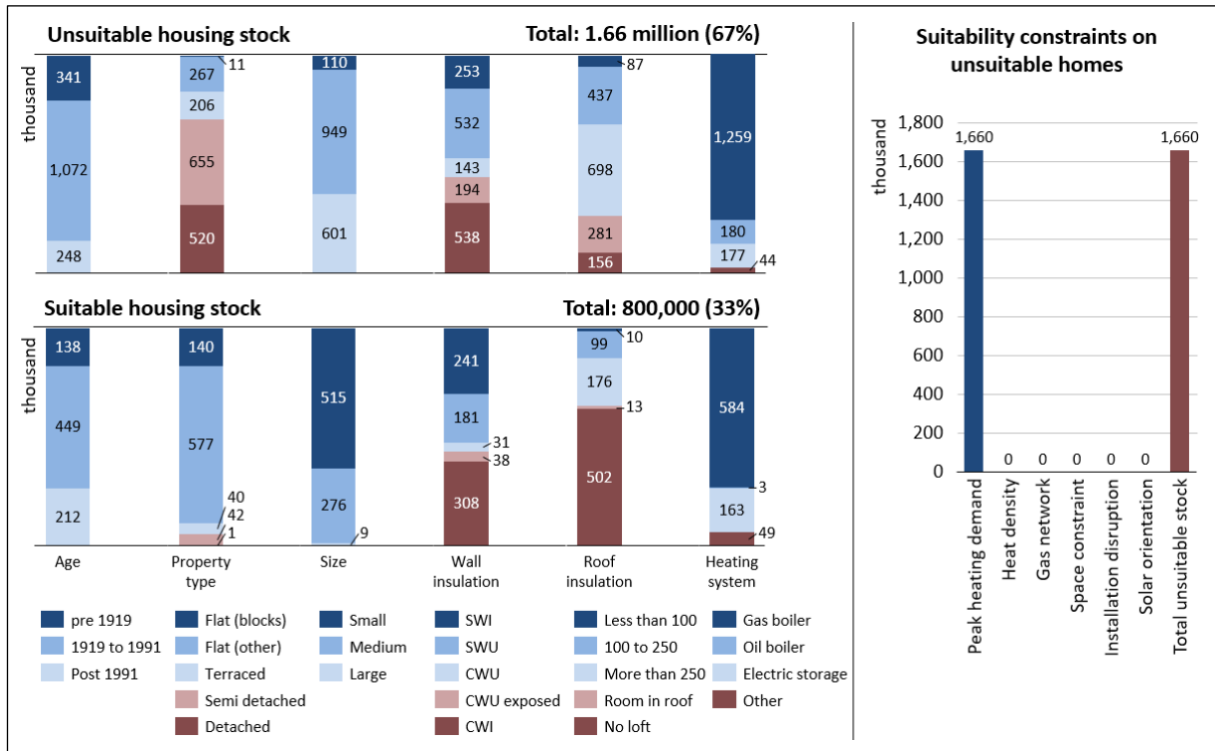 Unsuitable housing stock
Total: 1.66 million (67%)
thousand
341
1,072
248
11
267
206
655
520
110
949
601
253
532
143
194
538
87
437
698
281
156
1,259
180
177
44
Suitable housing stock
Total: 800,000 (33%)
thousand
138
449
212
140
577
40
42
1
515
276
9
241
181
31
38
308
10
99
176
13
502
584
3
163
49
Age
Property type
Size
Wall insulation
Roof insulation
Heating system
pre 1919
1919 to 1991
Post 1991
Flat (blocks)
Flat (other)
Terraced
Semi detached
Detached
Small
Medium
Large
SWI
SWU
CWU
CWU exposed
CWI
Less than 100
100 to 250
More than 250
Room in roof
No loft
Gas boiler
Oil boiler
Electric storage
Other
Suitability constraints on
unsuitable homes
thousand
1,800
1,600
1,400
1,200
1,000
800
600
400
200
0
1,660
0
0
0
0
0
1,660
Peak heating demand
Heat density
Gas network
Space constraint
Installation disruption
Solar orientation
Total unsuitable stock